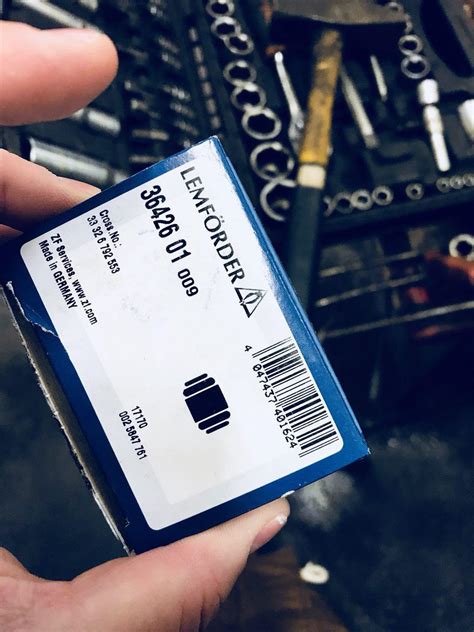 LEMFÖRDER
36426 01 009
Cross.No.:
33 32 6 792 553
ZF Services, www.zf.com
Made in GERMANY
17170
002 5847 761
4 047437 401624